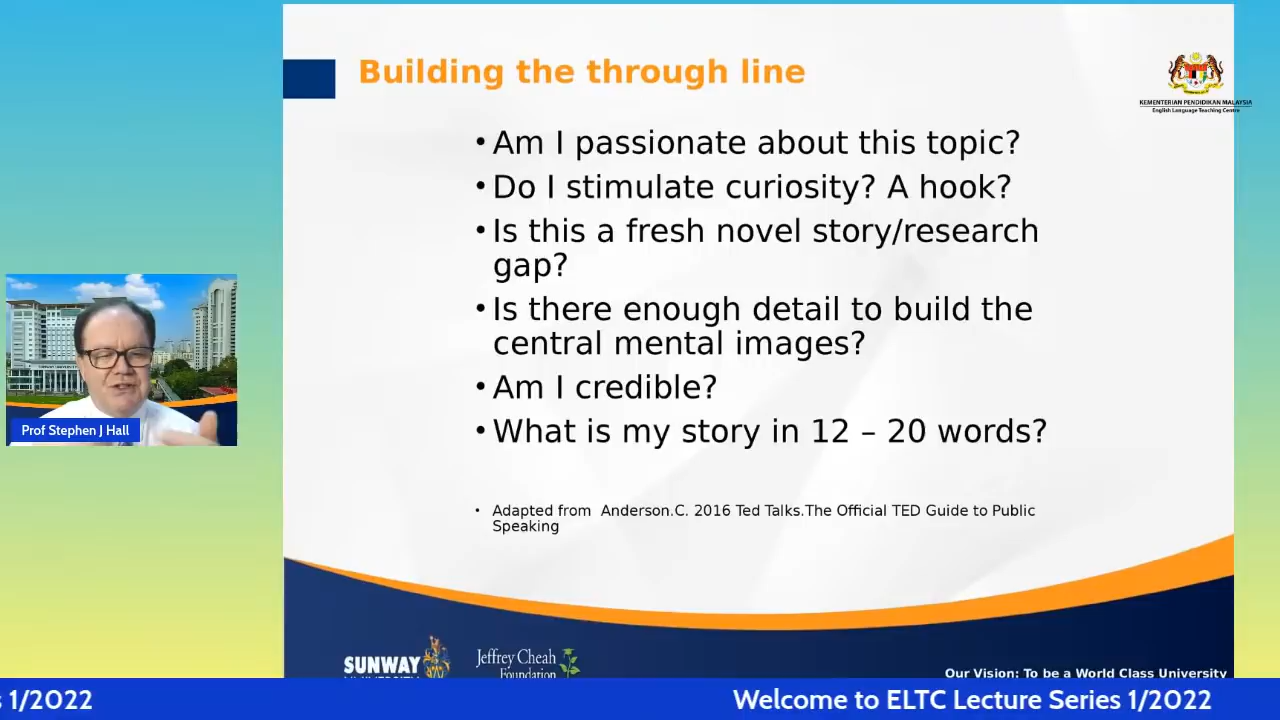 Building the through line
KEMENTERIAN PENDIDIKAN MALAYSIA
English Language Teaching Centre
• Am I passionate about this topic?
• Do I stimulate curiosity? A hook?
• Is this a fresh novel story/research
gap?
• Is there enough detail to build the
central mental images?
• Am I credible?
• What is my story in 12 – 20 words?
• Adapted from Anderson.C. 2016 Ted Talks.The Official TED Guide to Public
Speaking
Prof Stephen J Hall
SUNWAY
Jeffrey Cheah
Foundation
Our Vision: To be a World Class University
s 1/2022
Welcome to ELTC Lecture Series 1/2022